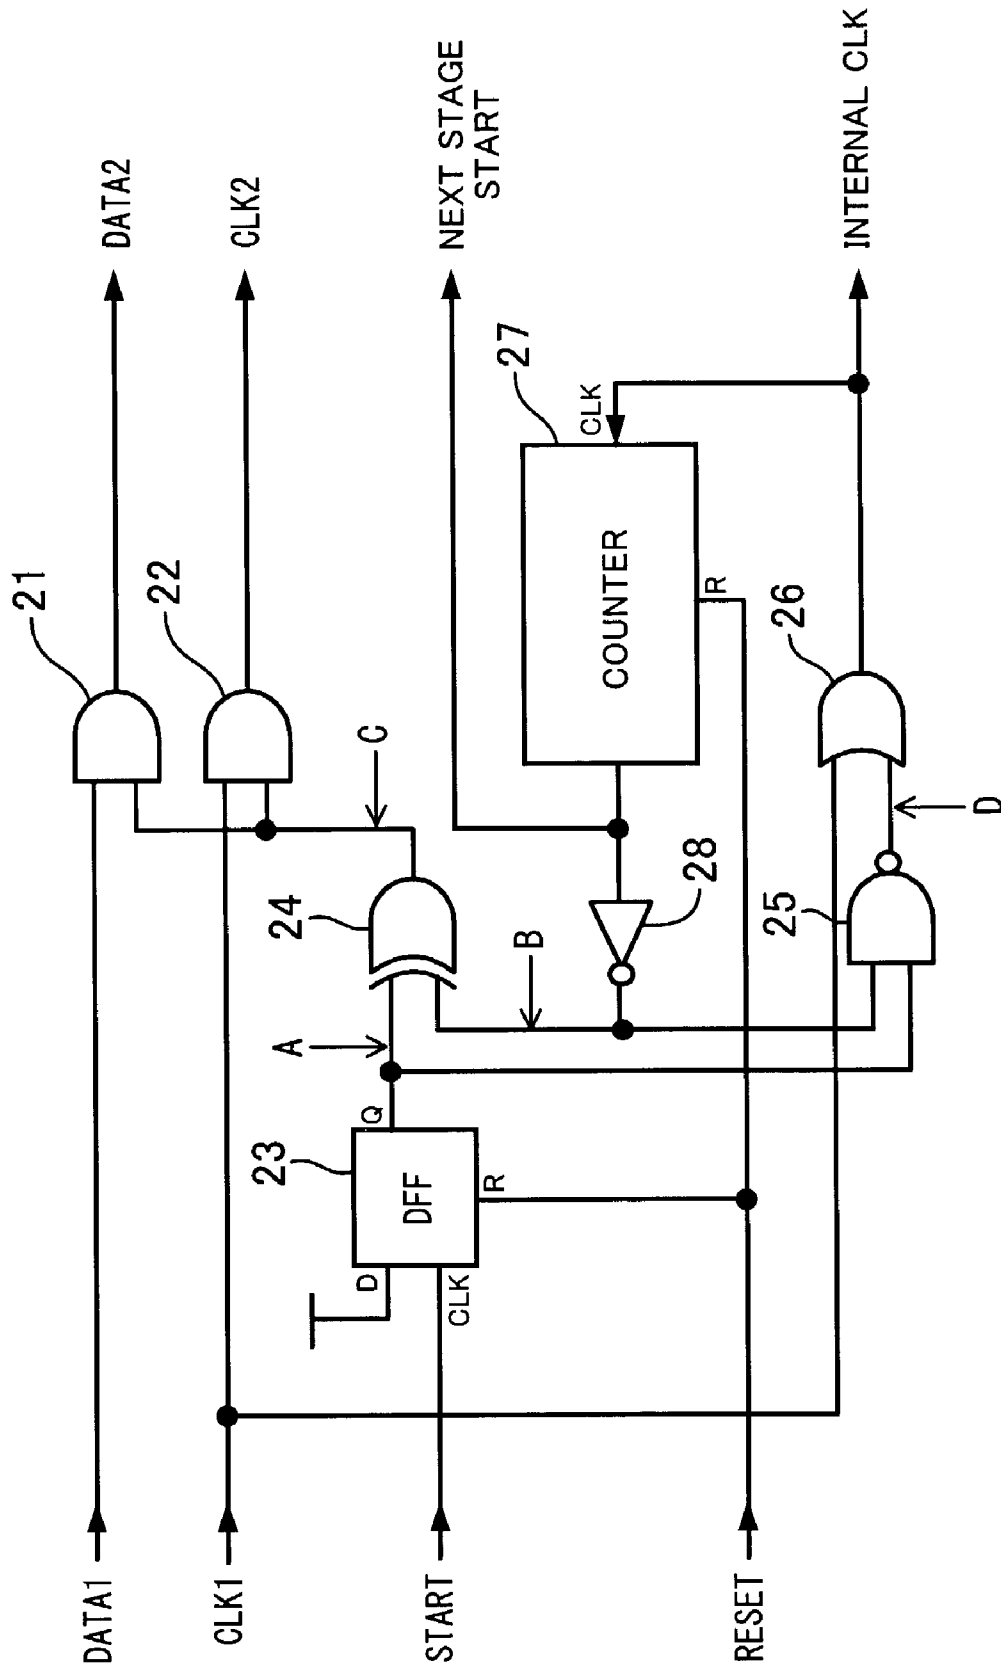 DATA1
CLK1
START
RESET
21
22
23
24
25
26
27
28
DFF
D
CLK
Q
R
A
B
C
D
COUNTER
CLK
R
DATA2
CLK2
NEXT STAGE
START
INTERNAL CLK